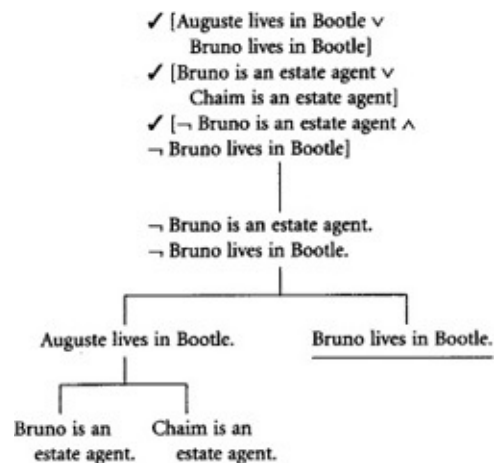 ✓ [Auguste lives in Bootle ∨
Bruno lives in Bootle]
✓ [Bruno is an estate agent ∨
Chaim is an estate agent]
✓ [¬ Bruno is an estate agent ∧
¬ Bruno lives in Bootle]
¬ Bruno is an estate agent.
¬ Bruno lives in Bootle.
Auguste lives in Bootle. Bruno lives in Bootle.
Bruno is an Chaim is an
estate agent. estate agent.